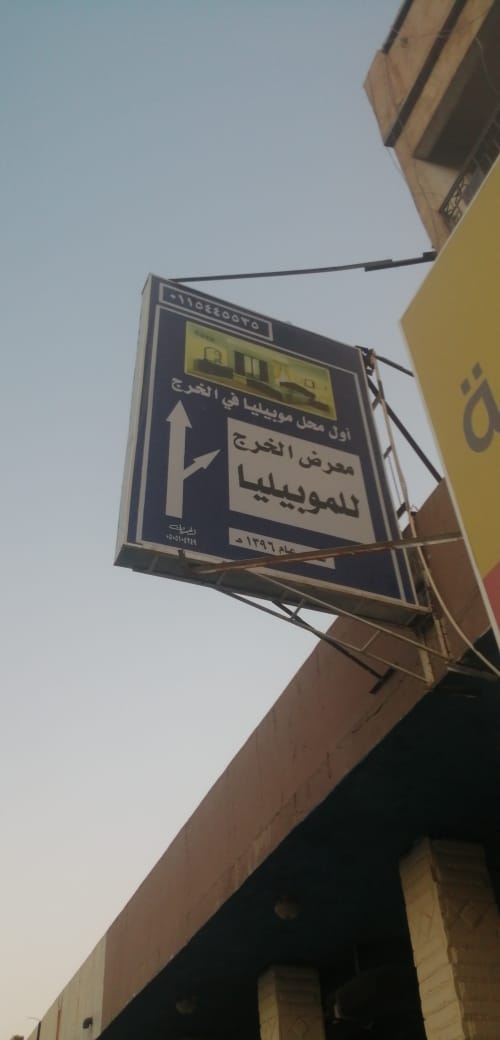 ٠١١٥٤٤٥٥٣٥
أول محل موبيليا في الخرج
معرض الخرج
للموبيليا
عام ١٣٩٦ هـ